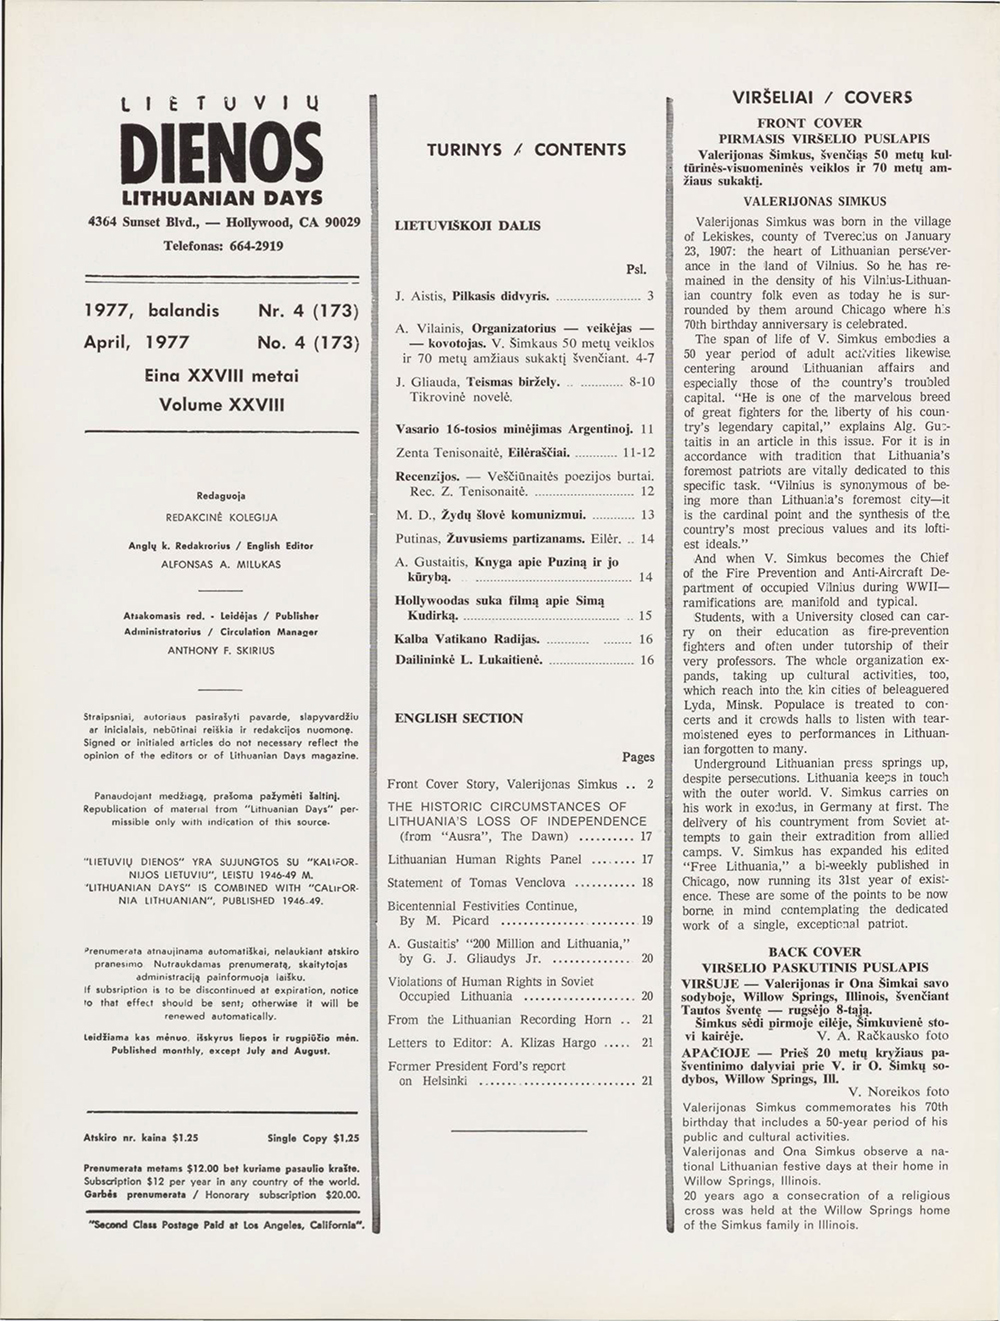 LIETUVIŲ
DIENOS
LITHUANIAN DAYS
4364 Sunset Blvd., — Hollywood, CA 90029
Telefonas: 664-2919
1977, balandis Nr. 4 (173)
April, 1977 No. 4 (173)
Eina XXVIII metai
Volume XXVIII
Redaguoja
REDAKCINĖ KOLEGIJA
Anglų k. Redaktorius / English Editor
ALFONSAS A. MILUKAS
Atsakomasis red. - Leidėjas / Publisher
Administratorius / Circulation Manager
ANTHONY F. SKIRIUS
Straipsniai, autoriaus pasirašyti pavarde, slapyvardžiu
ar inicialais, nebūtinai reiškia ir redakcijos nuomonę.
Signed or initialed articles do not necessary reflect the
opinion of the editors or of Lithuanian Days magazine.
Panaudojant medžiagą, prašoma pažymėti šaltinį.
Republication of material from "Lithuanian Days" per-
missible only with indication of this source.
"LIETUVIŲ DIENOS" YRA SUJUNGTOS SU "KALIFOR-
NIJOS LIETUVIU", LEISTU 1946-49 M.
"LITHUANIAN DAYS" IS COMBINED WITH "CALIFOR-
NIA LITHUANIAN", PUBLISHED 1946-49.
Prenumerata atnaujinama automatiškai, nelaukiant atskiro
pranešimo Nutraukdamas prenumeratą, skaitytojas
administraciją painformuoja laišku.
If subsription is to be discontinued at expiration, notice
to that effect should be sent; otherwise it will be
renewed automatically.
Leidžiama kas mėnuo, išskyrus liepos ir rugpiūčio mėn.
Published monthly, except July and August.
Atskiro nr. kaina $1.25 Single Copy $1.25
Prenumerata metams $12.00 bet kuriame pasaulio krašte.
Subscription $12 per year in any country of the world.
Garbės prenumerata / Honorary subscription $20.00.
"Second Class Postage Paid at Los Angeles, California".
TURINYS / CONTENTS
LIETUVIŠKOJI DALIS
Psl.
J. Aistis, Pilkasis didvyris. ........................ 3
A. Vilainis, Organizatorius — veikėjas —
— kovotojas. V. Šimkaus 50 metų veiklos
ir 70 metų amžiaus sukaktį švenčiant. 4-7
J. Gliauda, Teismas biržely. .. ............ 8-10
Tikrovinė novelė.
Vasario 16-tosios minėjimas Argentinoj. 11
Zenta Tenisonaitė, Eilėraščiai. ............ 11-12
Recenzijos. — Veščiūnaitės poezijos burtai.
Rec. Z. Tenisonaitė. ............................ 12
M. D., Žydų šlovė komunizmui. ............ 13
Putinas, Žuvusiems partizanams. Eilėr. .. 14
A. Gustaitis, Knyga apie Puziną ir jo
kūrybą. . ............................................ 14
Hollywoodas suka filmą apie Simą
Kudirką. ............................................ .. 15
Kalba Vatikano Radijas. ............ ........ 16
Dailininkė L. Lukaitienė. ........................ 16
ENGLISH SECTION
Pages
Front Cover Story, Valerijonas Simkus .. 2
THE HISTORIC CIRCUMSTANCES OF
LITHUANIA'S LOSS OF INDEPENDENCE
(from "Ausra", The Dawn) .......... 17
Lithuanian Human Rights Panel ........ 17
Statement of Tomas Venclova ........... 18
Bicentennial Festivities Continue,
By M. Picard ......................... 19
A. Gustaitis' "200 Million and Lithuania,"
by G. J. Gliaudys Jr. .............. 20
Violations of Human Rights in Soviet
Occupied Lithuania .................... 20
From the Lithuanian Recording Horn .. 21
Letters to Editor: A. Klizas Hargo ..... 21
Former President Ford's report
on Helsinki ............................ 21
VIRŠELIAI / COVERS
FRONT COVER
PIRMASIS VIRŠELIO PUSLAPIS
Valerijonas Šimkus, švenčiąs 50 metų kul-
tūrinės-visuomeninės veiklos ir 70 metų am-
žiaus sukaktį.
VALERIJONAS SIMKUS
Valerijonas Simkus was born in the village
of Lekiskes, county of Tverecius on January
23, 1907: the heart of Lithuanian persever-
ance in the land of Vilnius. So he has re-
mained in the density of his Vilnius-Lithuan-
ian country folk even as today he is sur-
rounded by them around Chicago where his
70th birthday anniversary is celebrated.
The span of life of V. Simkus embodies a
50 year period of adult activities likewise
centering around Lithuanian affairs and
especially those of the country's troubled
capital. "He is one of the marvelous breed
of great fighters for the liberty of his coun-
try's legendary capital," explains Alg. Gus-
taitis in an article in this issue. For it is in
accordance with tradition that Lithuania's
foremost patriots are vitally dedicated to this
specific task. "Vilnius is synonymous of be-
ing more than Lithuania's foremost city—it
is the cardinal point and the synthesis of the
country's most precious values and its lofti-
est ideals."
And when V. Simkus becomes the Chief
of the Fire Prevention and Anti-Aircraft De-
partment of occupied Vilnius during WWII—
ramifications are manifold and typical.
Students, with a University closed can car-
ry on their education as fire-prevention
fighters and often under tutorship of their
very professors. The whole organization ex-
pands, taking up cultural activities, too,
which reach into the kin cities of beleaguered
Lyda, Minsk. Populace is treated to con-
certs and it crowds halls to listen with tear-
moistened eyes to performances in Lithuan-
ian forgotten to many.
Underground Lithuanian press springs up,
despite persecutions. Lithuania keeps in touch
with the outer world. V. Simkus carries on
his work in exodus, in Germany at first. The
delivery of his countryment from Soviet at-
tempts to gain their extradition from allied
camps. V. Simkus has expanded his edited
"Free Lithuania," a bi-weekly published in
Chicago, now running its 31st year of exist-
ence. These are some of the points to be now
borne in mind contemplating the dedicated
work of a single, exceptional patriot.
BACK COVER
VIRŠELIO PASKUTINIS PUSLAPIS
VIRŠUJE — Valerijonas ir Ona Šimkai savo
sodyboje, Willow Springs, Illinois, švenčiant
Tautos šventę — rugsėjo 8-tąją.
Šimkus sėdi pirmoje eilėje, Šimkuvienė sto-
vi kairėje. V. A. Račkausko foto
APAČIOJE — Prieš 20 metų kryžiaus pa-
šventinimo dalyviai prie V. ir O. Šimkų so-
dybos, Willow Springs, Ill.
V. Noreikos foto
Valerijonas Simkus commemorates his 70th
birthday that includes a 50-year period of his
public and cultural activities.
Valerijonas and Ona Simkus observe a na-
tional Lithuanian festive days at their home in
Willow Springs, Illinois.
20 years ago a consecration of a religious
cross was held at the Willow Springs home
of the Simkus family in Illinois.